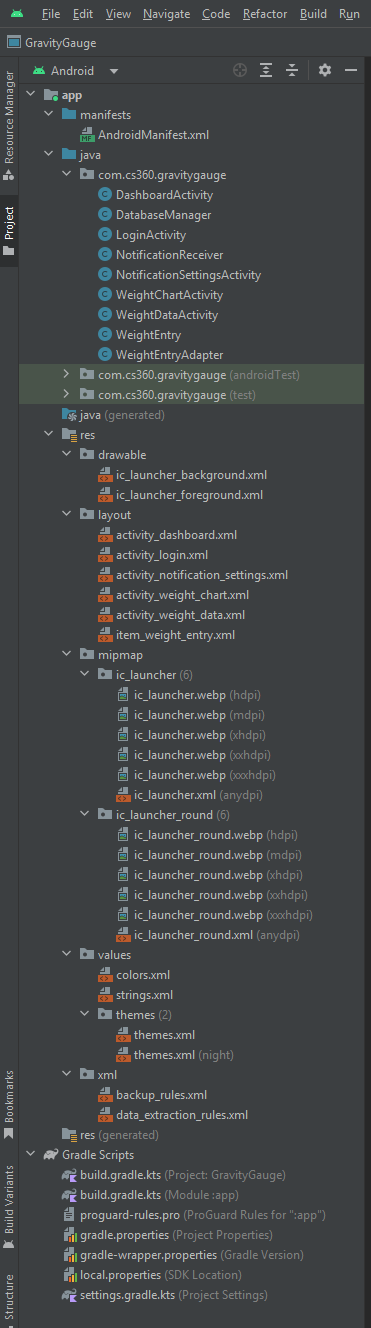 File Edit View Navigate Code Refactor Build Run
GravityGauge
Android
Resource Manager
Project
app
manifests
AndroidManifest.xml
java
com.cs360.gravitygauge
DashboardActivity
DatabaseManager
LoginActivity
NotificationReceiver
NotificationSettingsActivity
WeightChartActivity
WeightDataActivity
WeightEntry
WeightEntryAdapter
com.cs360.gravitygauge (androidTest)
com.cs360.gravitygauge (test)
java (generated)
res
drawable
ic_launcher_background.xml
ic_launcher_foreground.xml
layout
activity_dashboard.xml
activity_login.xml
activity_notification_settings.xml
activity_weight_chart.xml
activity_weight_data.xml
item_weight_entry.xml
mipmap
ic_launcher (6)
ic_launcher.webp (hdpi)
ic_launcher.webp (mdpi)
ic_launcher.webp (xhdpi)
ic_launcher.webp (xxhdpi)
ic_launcher.webp (xxxhdpi)
ic_launcher.xml (anydpi)
ic_launcher_round (6)
ic_launcher_round.webp (hdpi)
ic_launcher_round.webp (mdpi)
ic_launcher_round.webp (xhdpi)
ic_launcher_round.webp (xxhdpi)
ic_launcher_round.webp (xxxhdpi)
ic_launcher_round.xml (anydpi)
values
colors.xml
strings.xml
themes (2)
themes.xml
themes.xml (night)
xml
backup_rules.xml
data_extraction_rules.xml
res (generated)
Gradle Scripts
build.gradle.kts (Project: GravityGauge)
build.gradle.kts (Module :app)
proguard-rules.pro (ProGuard Rules for ":app")
gradle.properties (Project Properties)
gradle-wrapper.properties (Gradle Version)
local.properties (SDK Location)
settings.gradle.kts (Project Settings)
Bookmarks
Build Variants
Structure